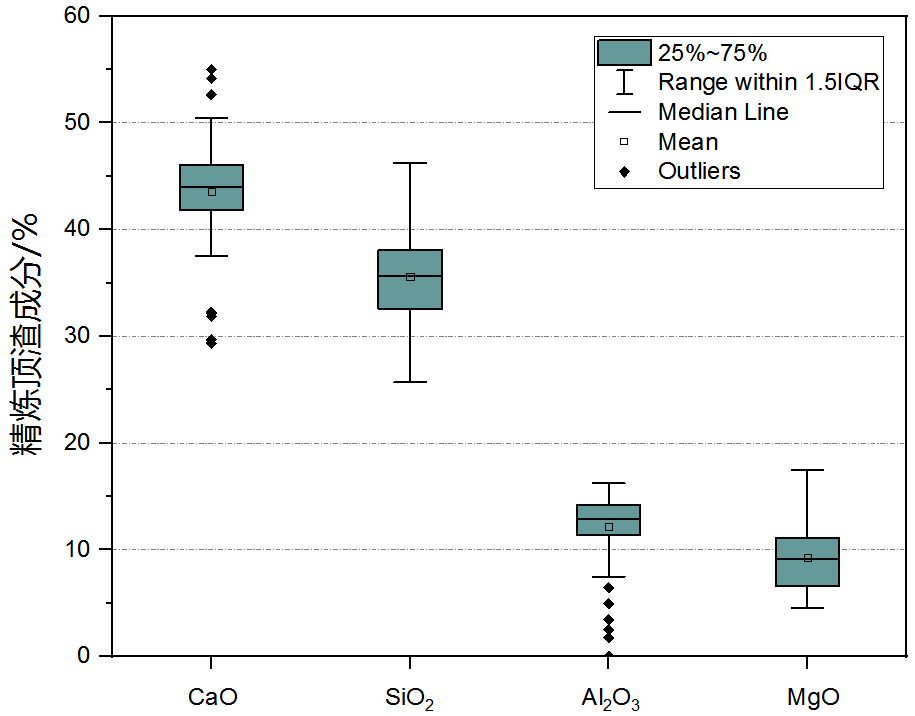 精炼顶渣成分/%
60
50
40
30
20
10
0
25%~75%
Range within 1.5IQR
Median Line
Mean
Outliers
CaO
SiO₂
Al₂O₃
MgO